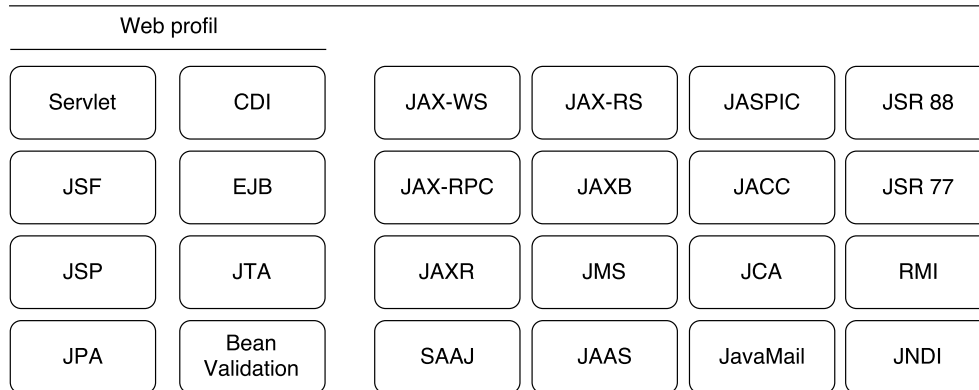 Web profil
Servlet
CDI
JAX-WS
JAX-RS
JASPIC
JSR 88
JSF
EJB
JAX-RPC
JAXB
JACC
JSR 77
JSP
JTA
JAXR
JMS
JCA
RMI
JPA
Bean
Validation
SAAJ
JAAS
JavaMail
JNDI